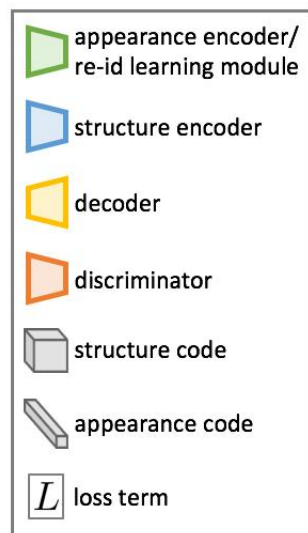 appearance encoder/
re-id learning module
structure encoder
decoder
discriminator
structure code
appearance code
L loss term